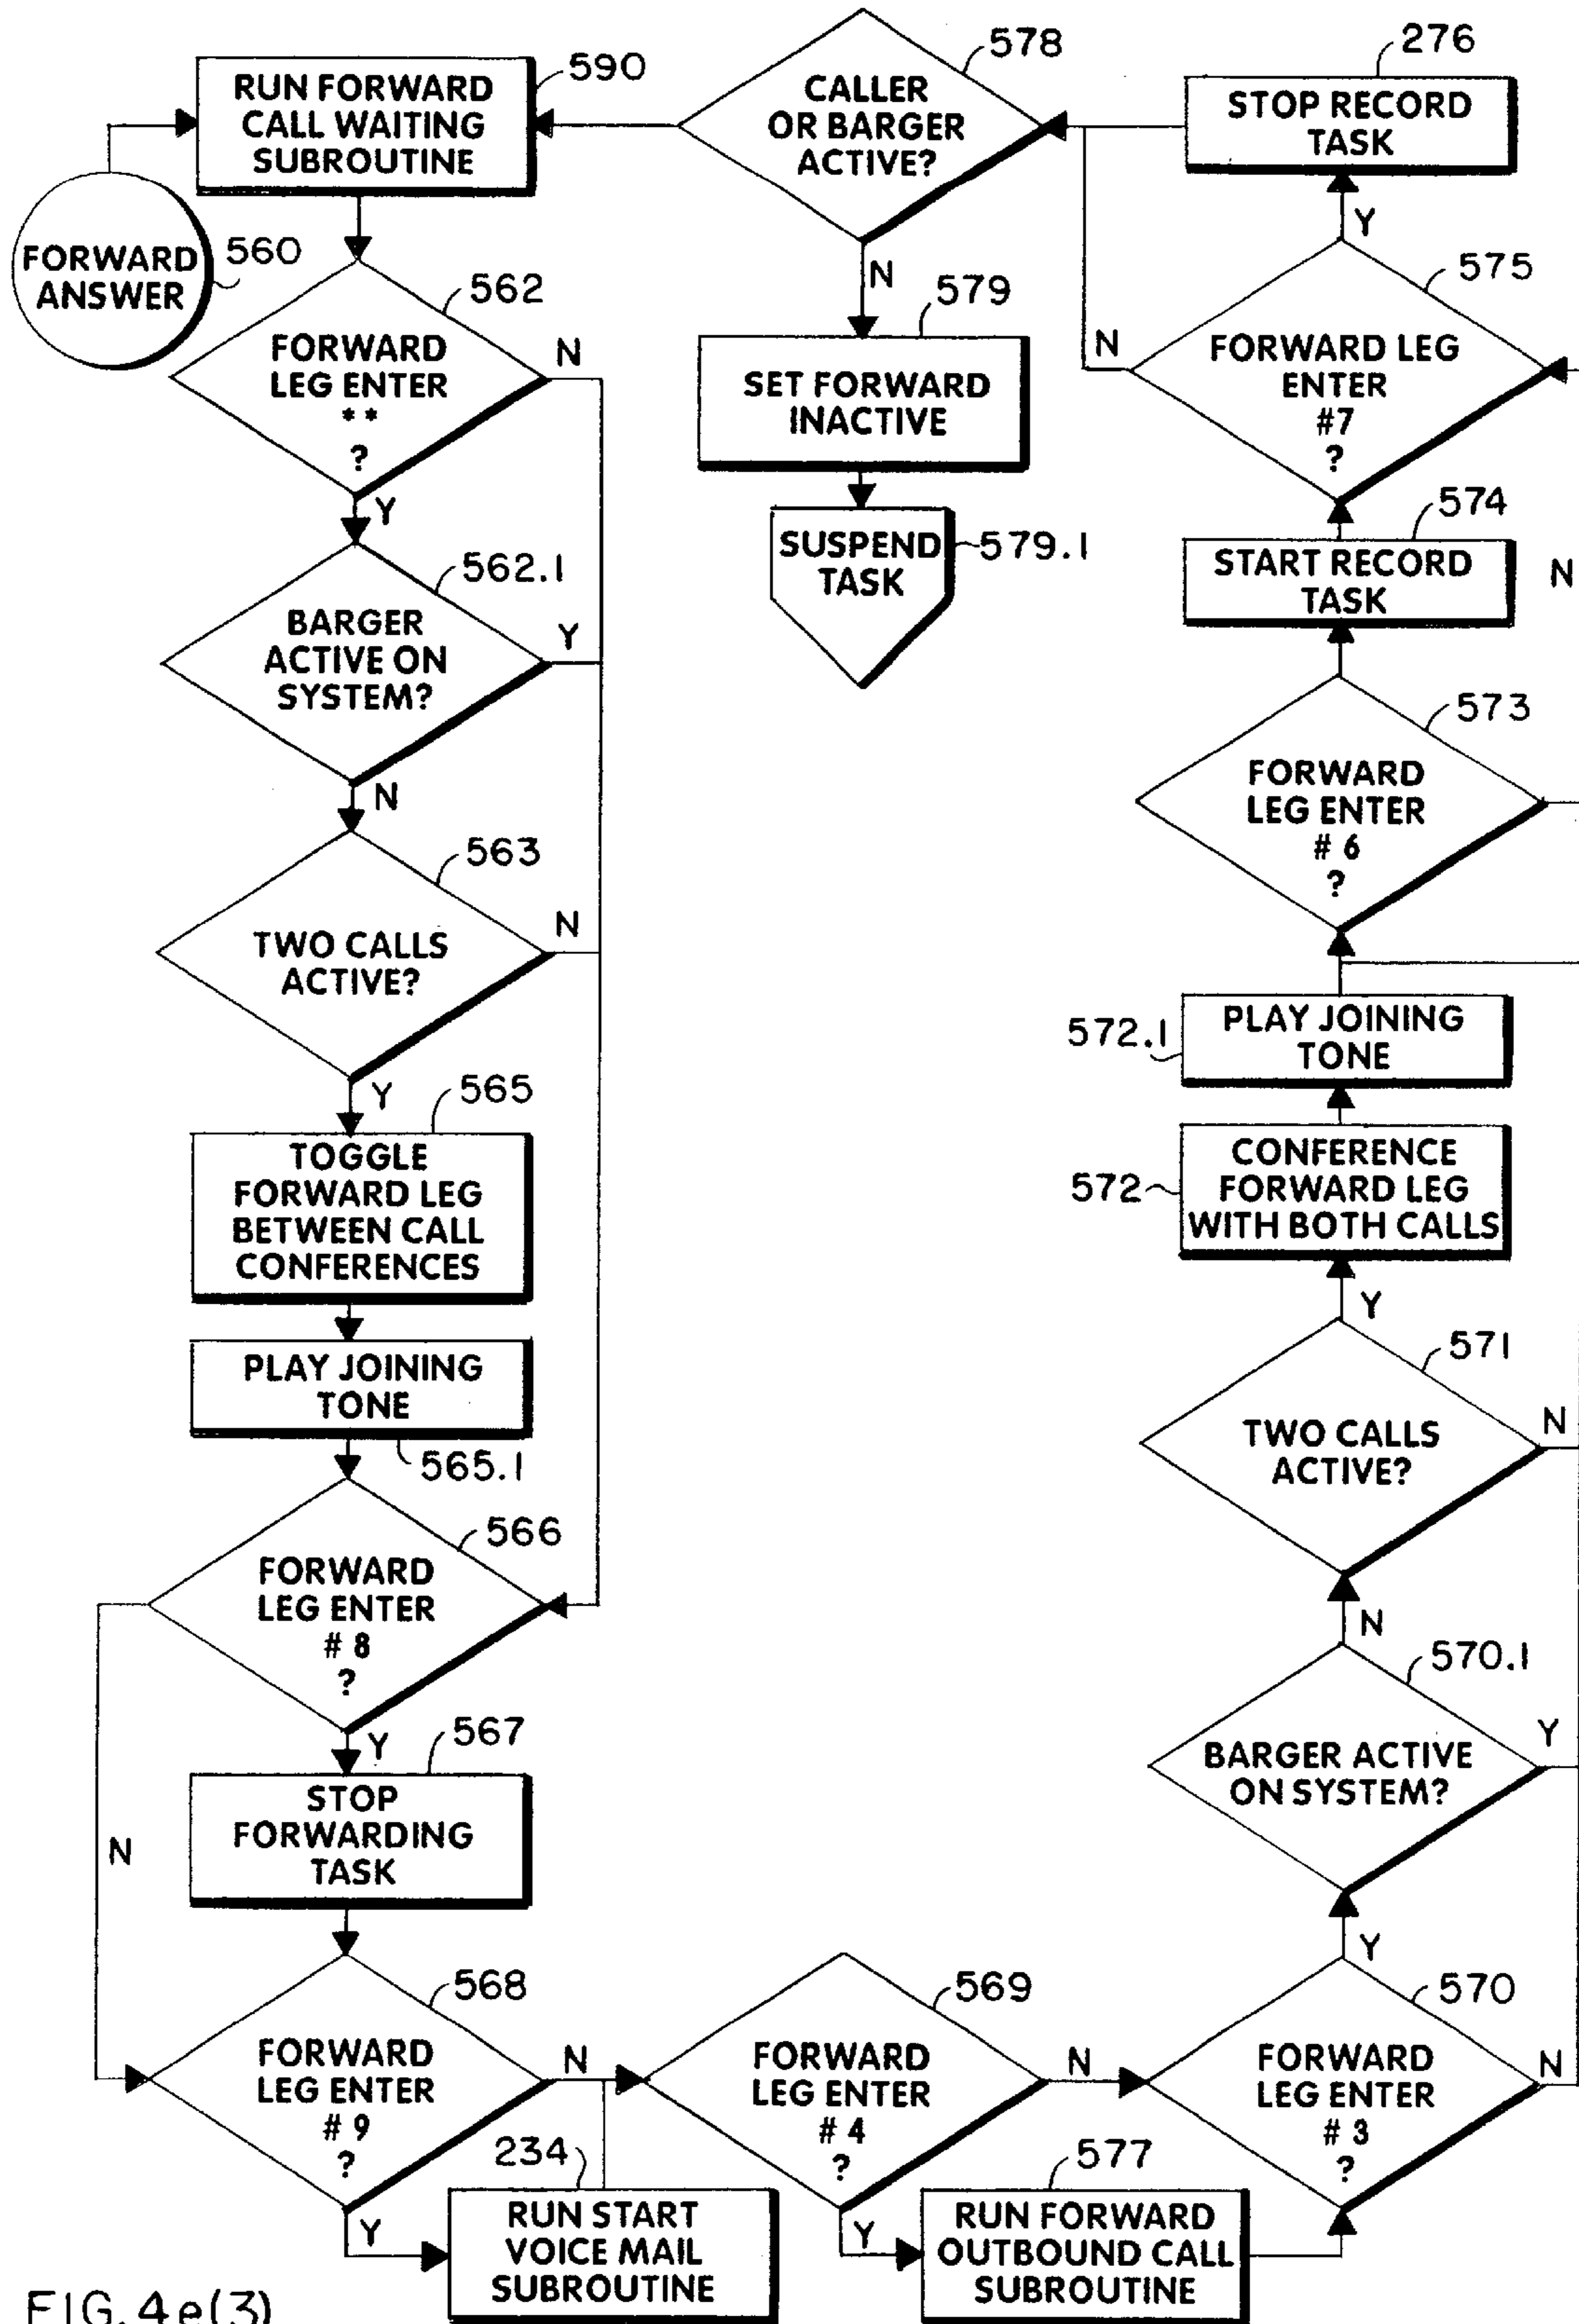 RUN FORWARD
CALL WAITING
SUBROUTINE
590
FORWARD
ANSWER
560
FORWARD
LEG ENTER
* *
?
562
N
Y
BARGER
ACTIVE ON
SYSTEM?
562.1
Y
N
TWO CALLS
ACTIVE?
563
N
Y
TOGGLE
FORWARD LEG
BETWEEN CALL
CONFERENCES
565
PLAY JOINING
TONE
565.1
FORWARD
LEG ENTER
# 8
?
566
Y
N
STOP
FORWARDING
TASK
567
FORWARD
LEG ENTER
# 9
?
568
N
Y
RUN START
VOICE MAIL
SUBROUTINE
234
FORWARD
LEG ENTER
# 4
?
569
N
Y
RUN FORWARD
OUTBOUND CALL
SUBROUTINE
577
FORWARD
LEG ENTER
# 3
?
570
N
Y
BARGER ACTIVE
ON SYSTEM?
570.1
Y
N
TWO CALLS
ACTIVE?
571
N
Y
CONFERENCE
FORWARD LEG
WITH BOTH CALLS
572
PLAY JOINING
TONE
572.1
FORWARD
LEG ENTER
# 6
?
573
N
START RECORD
TASK
574
FORWARD LEG
ENTER
#7
?
575
N
Y
STOP RECORD
TASK
276
CALLER
OR BARGER
ACTIVE?
578
N
SET FORWARD
INACTIVE
579
SUSPEND
TASK
579.1
FIG. 4e(3)